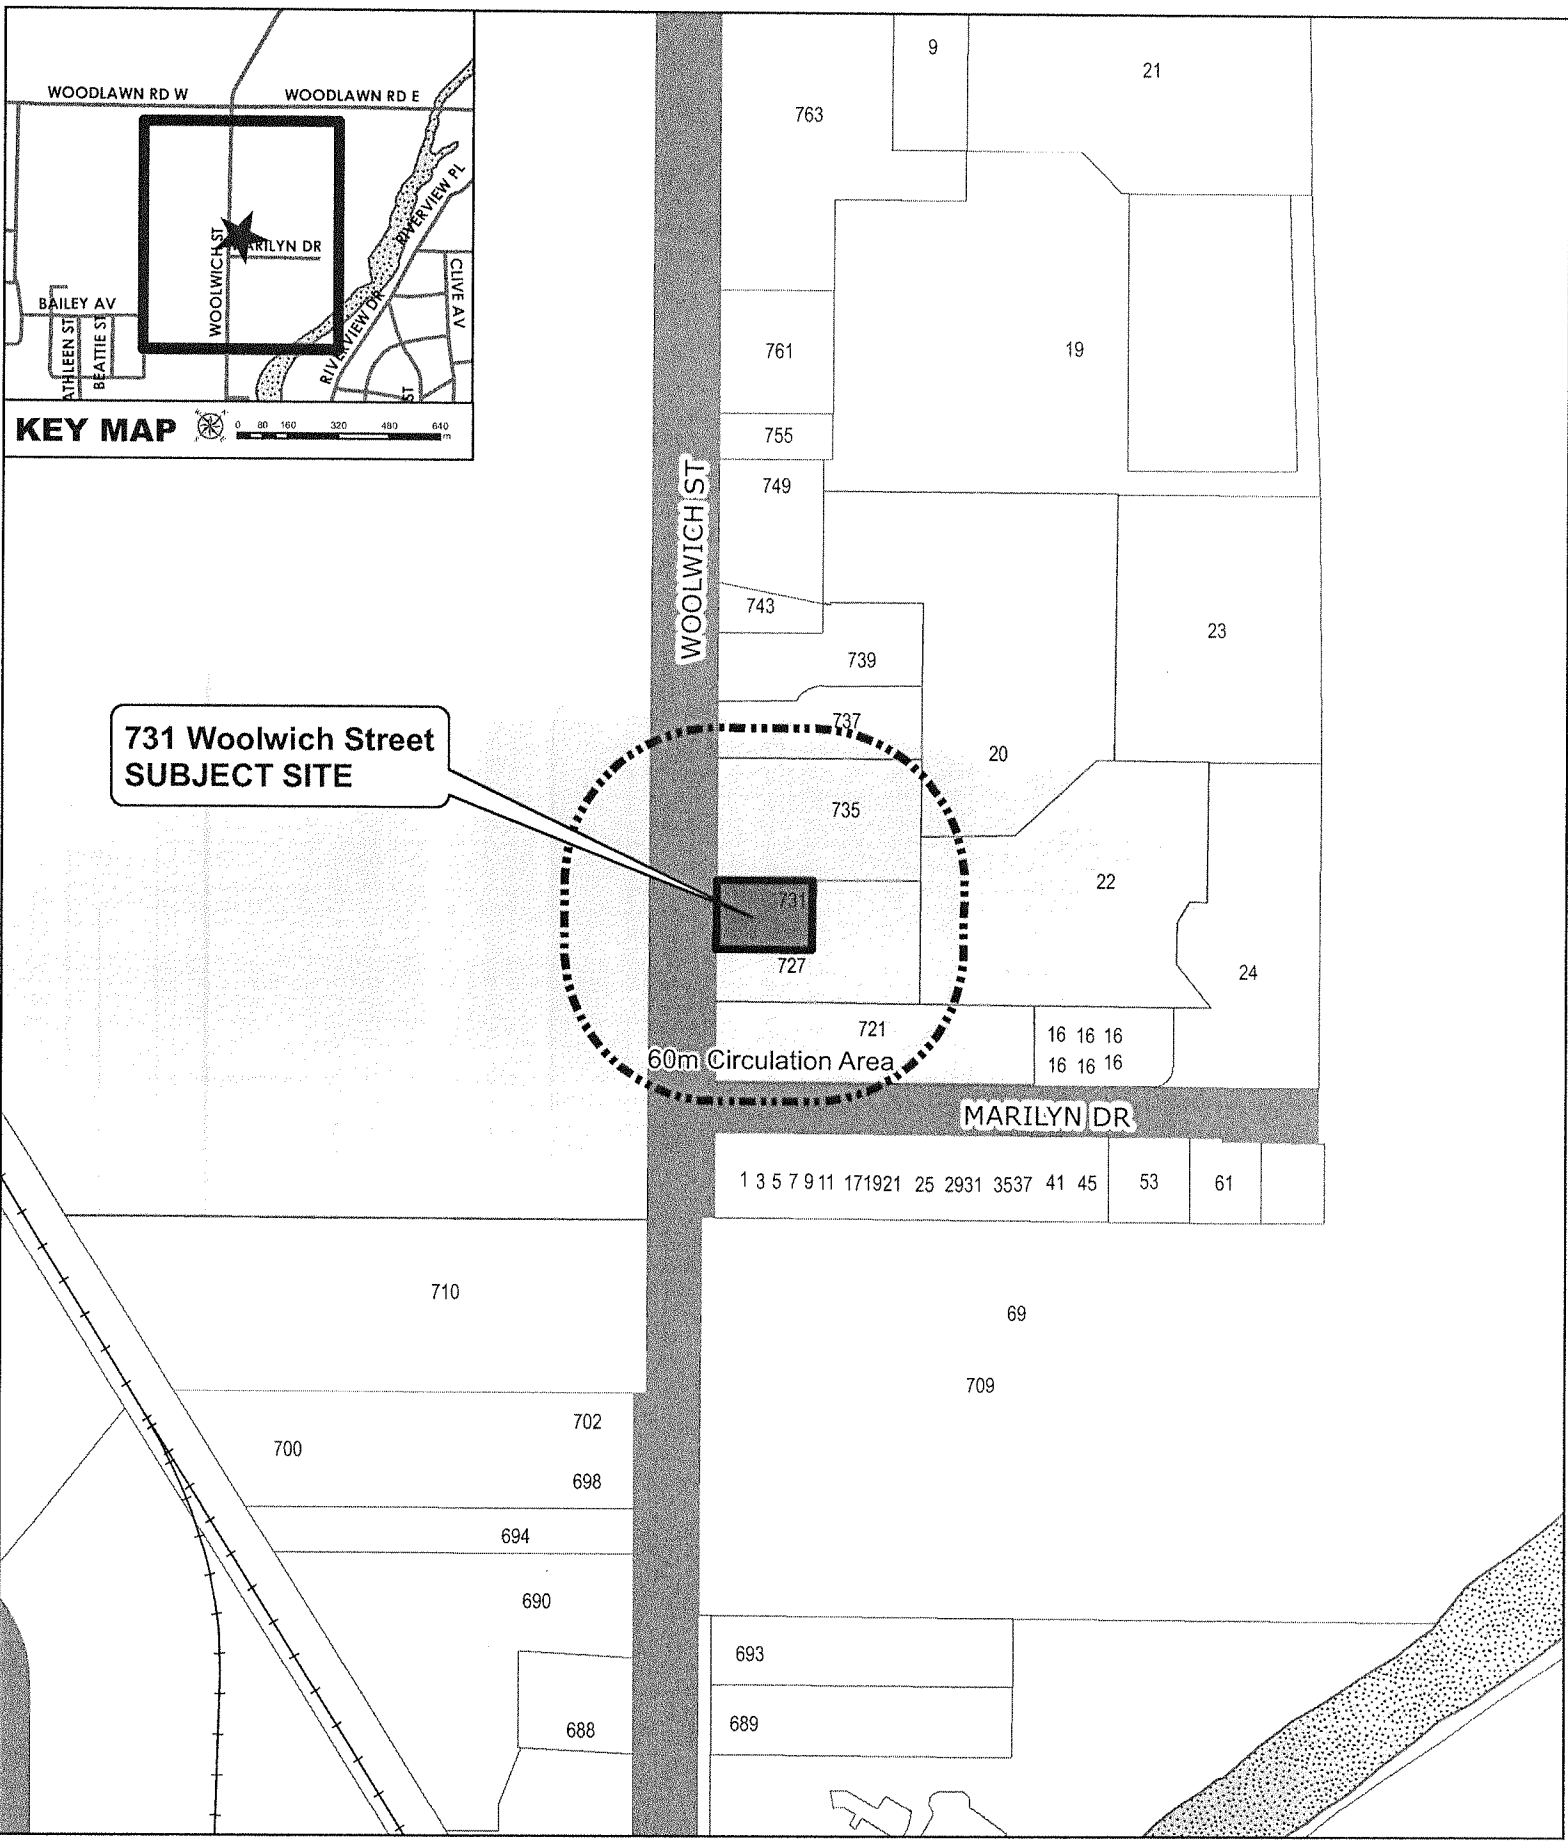 WOODLAWN RD W
WOODLAWN RD E
RIVERVIEW PL
WOOLWICH ST
ARILYN DR
CLIVE AV
BAILEY AV
ATHLEEN ST
BEATTIE ST
RIVERVIEW DR
ST
KEY MAP
0 80 160 320 480 640
m
9
21
763
761
19
755
749
WOOLWICH ST
743
23
739
737
20
731 Woolwich Street
SUBJECT SITE
735
22
731
727
24
721
16 16 16
60m Circulation Area
16 16 16
MARILYN DR
1 3 5 7 9 11 171921 25 2931 3537 41 45 53 61
710
69
709
702
700
698
694
690
693
688
689